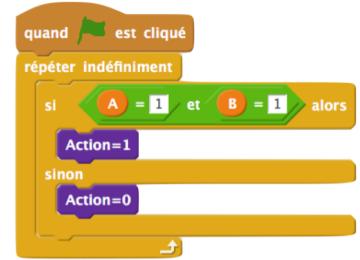 quand est cliqué
répéter indéfiniment
si A = 1 et B = 1 alors
Action=1
sinon
Action=0